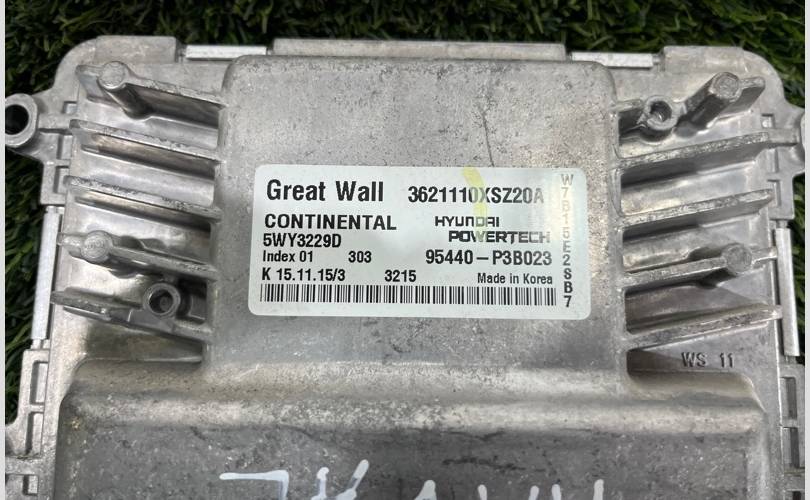 Great Wall 3621110XSZ20A
CONTINENTAL HYUNDAI
5WY3229D POWERTECH
Index 01 303 95440-P3B023
K 15.11.15/3 3215 Made in Korea
W7B15E2SB7
WS 11